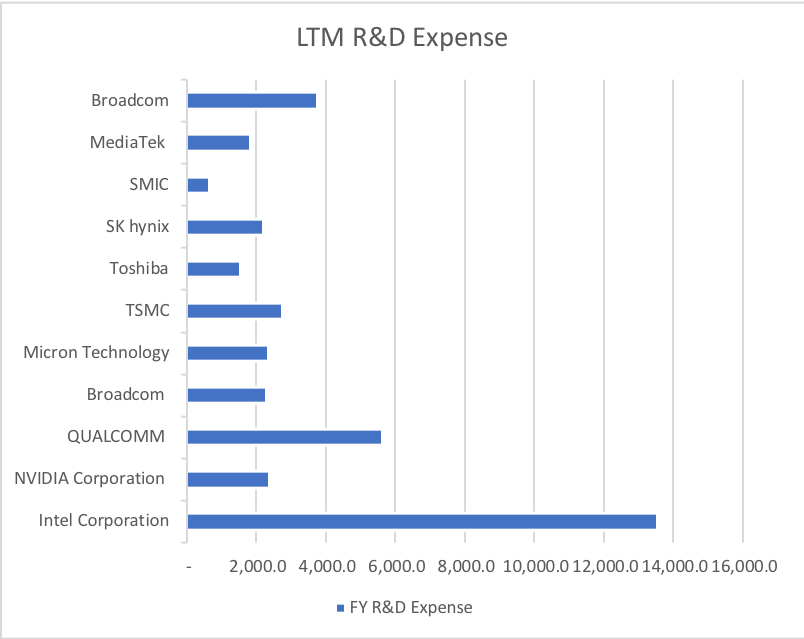 LTM R&D Expense
Broadcom
MediaTek
SMIC
SK hynix
Toshiba
TSMC
Micron Technology
Broadcom
QUALCOMM
NVIDIA Corporation
Intel Corporation
- 2,000.0 4,000.0 6,000.0 8,000.0 10,000.0 12,000.0 14,000.0 16,000.0
FY R&D Expense